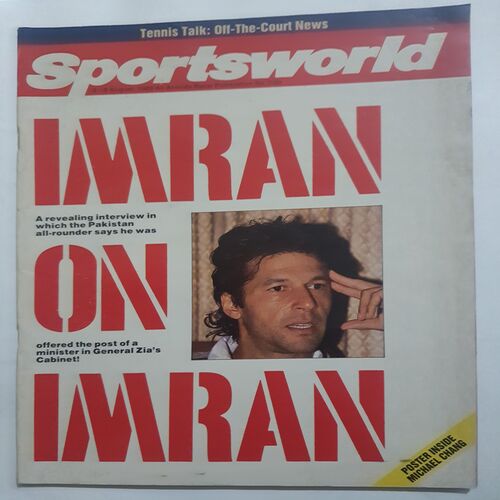 Tennis Talk: Off-The-Court News
Sportsworld
IMRAN
A revealing interview in
which the Pakistan
all-rounder says he was
ON
offered the post of a
minister in General Zia's
Cabinet!
IMRAN
POSTER INSIDE
MICHAEL CHANG